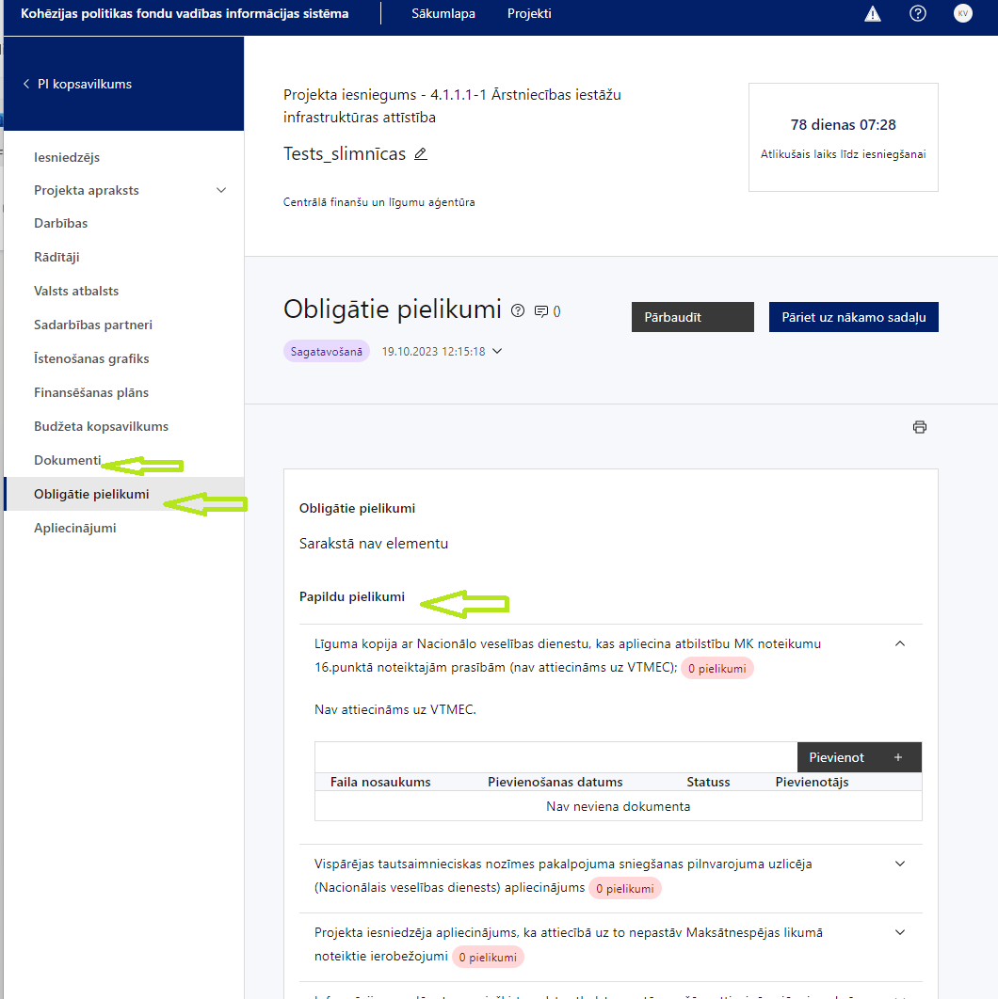 Kohēzijas politikas fondu vadības informācijas sistēma
Sākumlapa
Projekti
KV
PI kopsavilkums
Iesniedzējs
Projekta apraksts
Darbības
Rādītāji
Valsts atbalsts
Sadarbības partneri
Īstenošanas grafiks
Finansēšanas plāns
Budžeta kopsavilkums
Dokumenti
Obligātie pielikumi
Apliecinājumi
Projekta iesniegums - 4.1.1.1-1 Ārstniecības iestāžu
infrastruktūras attīstība
Tests_slimnīcas
Centrālā finanšu un līgumu aģentūra
78 dienas 07:28
Atlikušais laiks līdz iesniegšanai
Obligātie pielikumi
()
Pārbaudīt
Pāriet uz nākamo sadaļu
Sagatavošanā
19.10.2023 12:15:18
Obligātie pielikumi
Sarakstā nav elementu
Papildu pielikumi
Līguma kopija ar Nacionālo veselības dienestu, kas apliecina atbilstību MK noteikumu
16.punktā noteiktajām prasībām (nav attiecināms uz VTMEC); 0 pielikumi
Nav attiecināms uz VTMEC.
Pievienot +
Faila nosaukums Pievienošanas datums Statuss Pievienotājs
Nav neviena dokumenta
Vispārējas tautsaimnieciskas nozīmes pakalpojuma sniegšanas pilnvarojuma uzlicēja
(Nacionālais veselības dienests) apliecinājums 0 pielikumi
Projekta iesniedzēja apliecinājums, ka attiecībā uz to nepastāv Maksātnespējas likumā
noteiktie ierobežojumi 0 pielikumi